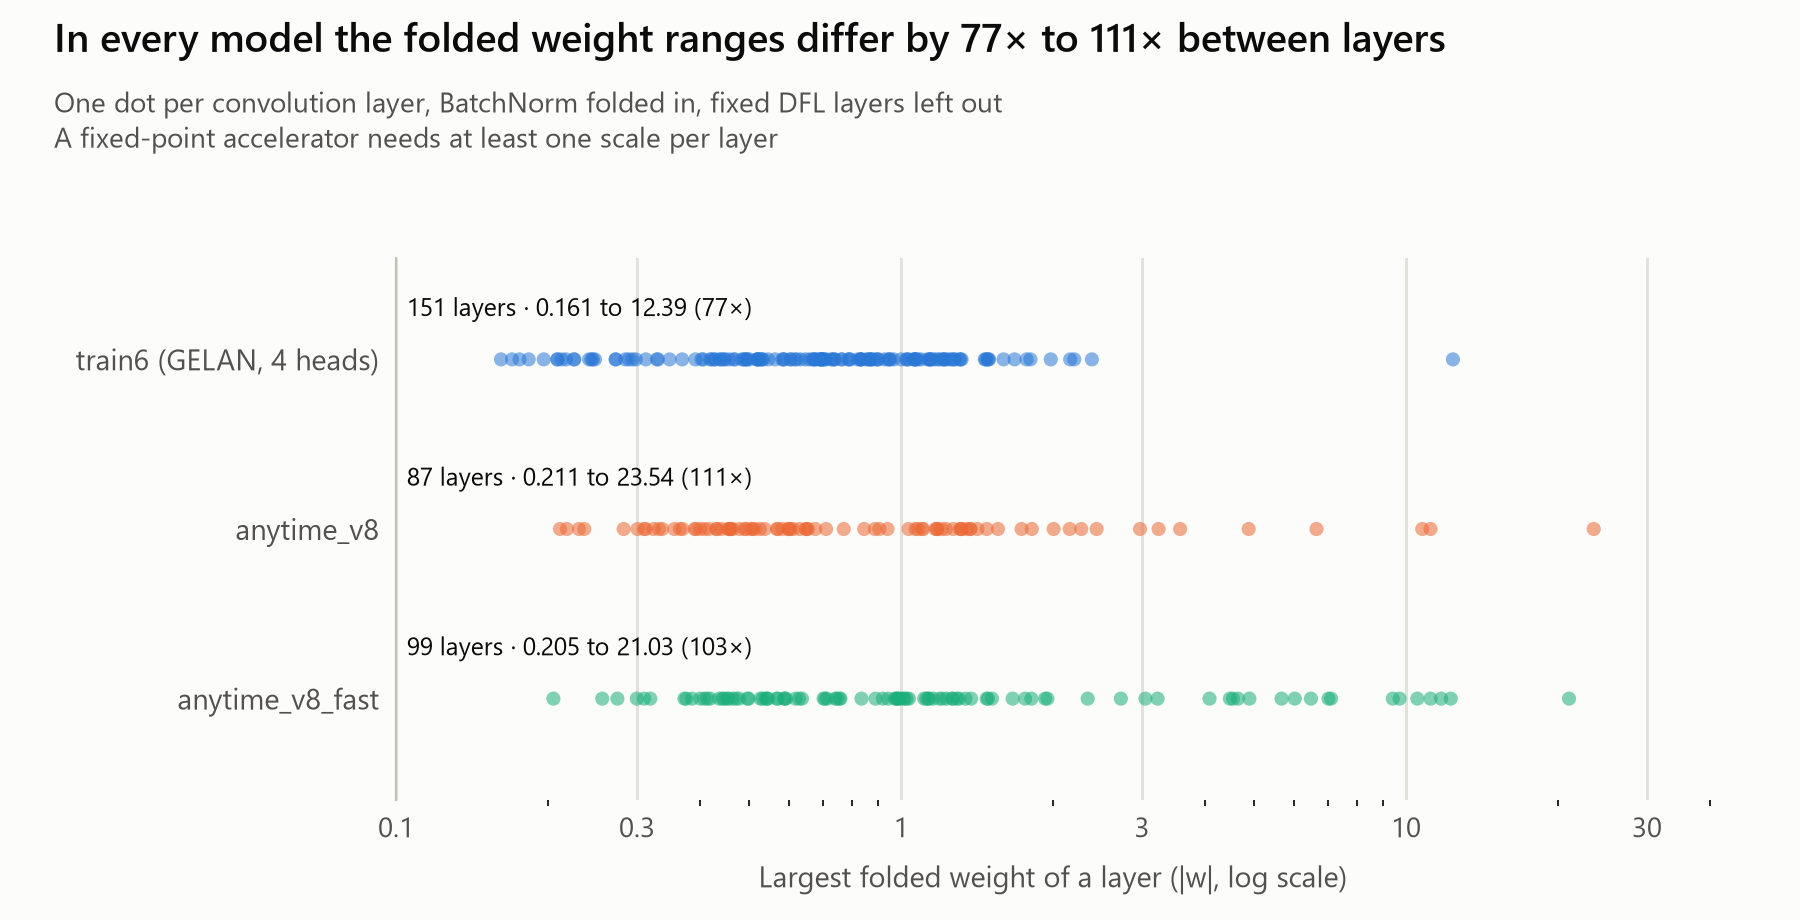 In every model the folded weight ranges differ by 77× to 111× between layers
One dot per convolution layer, BatchNorm folded in, fixed DFL layers left out
A fixed-point accelerator needs at least one scale per layer
151 layers · 0.161 to 12.39 (77×)
train6 (GELAN, 4 heads)
87 layers · 0.211 to 23.54 (111×)
anytime_v8
99 layers · 0.205 to 21.03 (103×)
anytime_v8_fast
0.1 0.3 1 3 10 30
Largest folded weight of a layer (|w|, log scale)